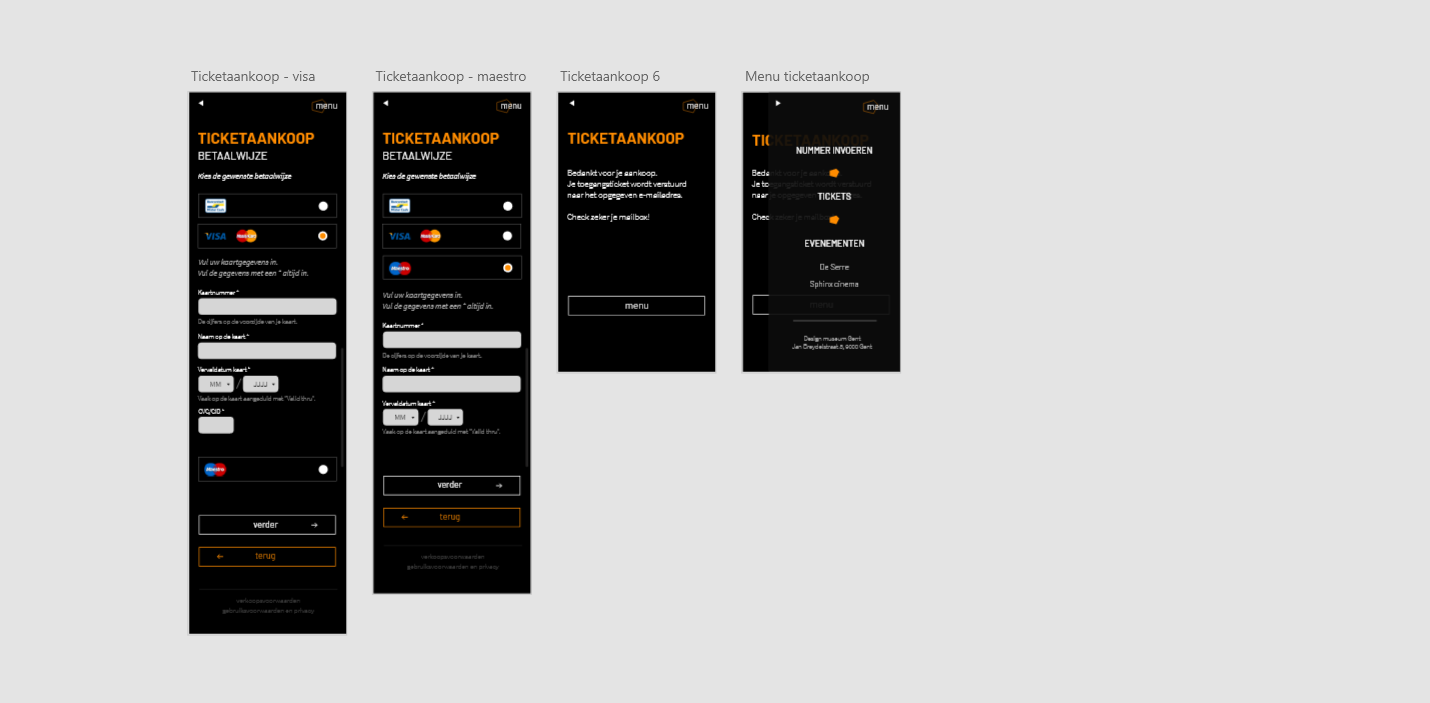 Ticketaankoop - visa
menu
TICKETAANKOOP
BETAALWIJZE
Kies de gewenste betaalwijze
VISA
Vul uw kaartgegevens in.
Vul de gegevens met een * altijd in.
Kaartnummer *
De cijfers op de voorzijde van je kaart.
Naam op de kaart *
Vervaldatum kaart *
MM / JJJJ
Vaak op de kaart aangeduid met "Valid thru".
CVC/CID *
Maestro
verder
terug
verkoopsvoorwaarden
gebruiksvoorwaarden en privacy
Ticketaankoop - maestro
menu
TICKETAANKOOP
BETAALWIJZE
Kies de gewenste betaalwijze
VISA
Maestro
Vul uw kaartgegevens in.
Vul de gegevens met een * altijd in.
Kaartnummer *
De cijfers op de voorzijde van je kaart.
Naam op de kaart *
Vervaldatum kaart *
MM / JJJJ
Vaak op de kaart aangeduid met "Valid thru".
verder
terug
verkoopsvoorwaarden
gebruiksvoorwaarden en privacy
Ticketaankoop 6
menu
TICKETAANKOOP
Bedankt voor je aankoop.
Je toegangsticket wordt verstuurd
naar het opgegeven e-mailadres.
Check zeker je mailbox!
menu
Menu ticketaankoop
menu
TICKETAANKOOP
NUMMER INVOEREN
TICKETS
EVENEMENTEN
De Serre
Sphinx cinema
menu
Design museum Gent
Jan Breydelstraat 5, 9000 Gent